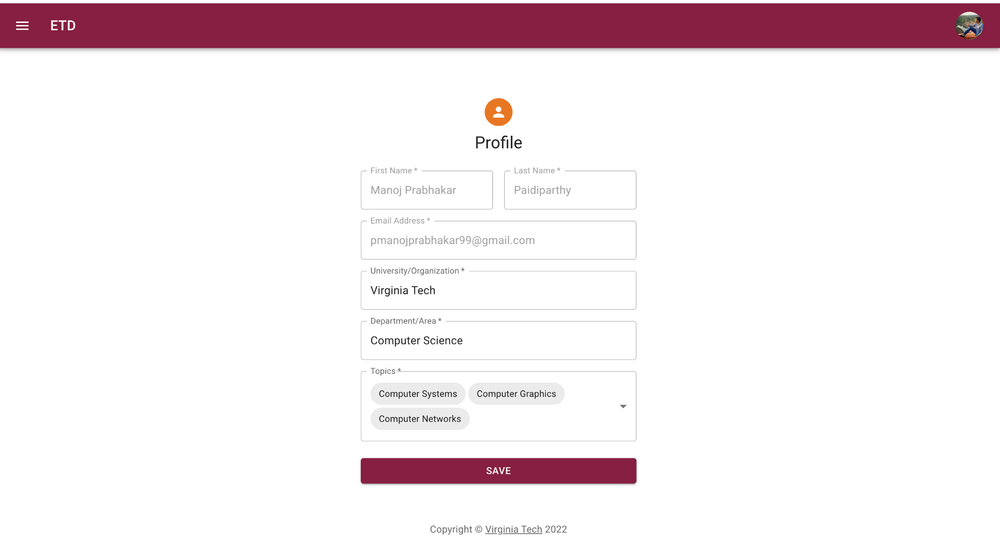 ETD
Profile
First Name *
Last Name *
Manoj Prabhakar
Paidiparthy
Email Address *
pmanojprabhakar99@gmail.com
University/Organization *
Virginia Tech
Department/Area *
Computer Science
Topics *
Computer Systems
Computer Graphics
Computer Networks
SAVE
Copyright © Virginia Tech 2022